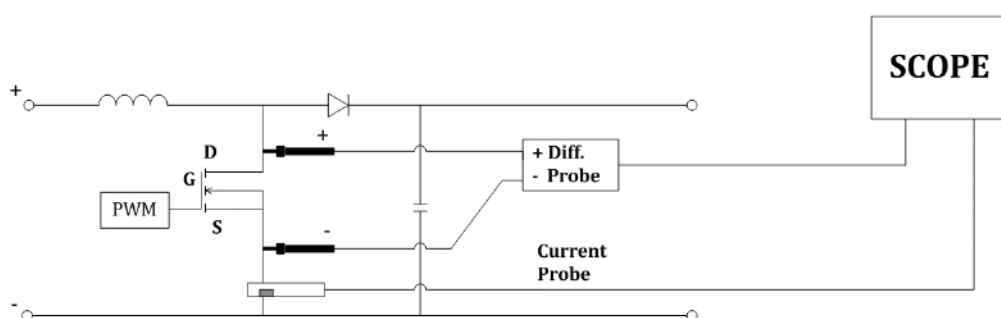 SCOPE
+
+
D
+ Diff.
- Probe
G
PWM
S
-
Current
Probe
-